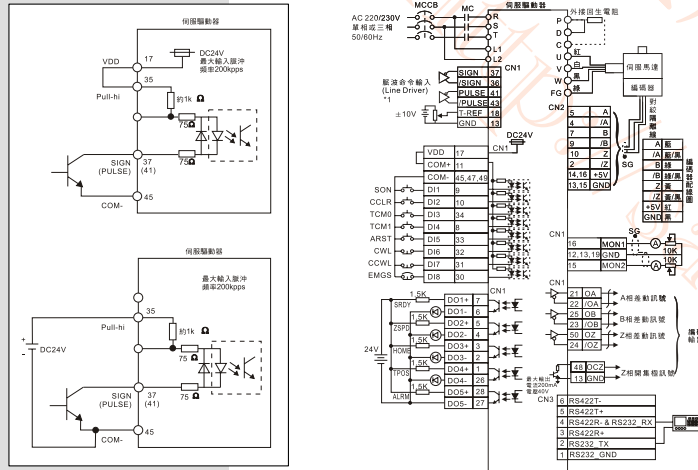 伺服驅動器
VDD
17
DC24V
最大輸入脈沖
頻率200kpps
35
Pull-hi
約1k Ω
75Ω
75Ω
SIGN
(PULSE)
37
(41)
COM-
45
伺服驅動器
最大輸入脈沖
頻率200kpps
35
Pull-hi
約1k Ω
75 Ω
+
DC24V
-
75 Ω
SIGN
(PULSE)
37
(41)
COM-
45
MCCB
MC
伺服驅動器
AC 220/230V
單相或三相
50/60Hz
R
S
T
L1
L2
CN1
脈波命令輸入
(Line Driver)
*1
SIGN 37
/SIGN 36
PULSE 41
/PULSE 43
±10V
T-REF 18
GND 13
外接回生電阻
P
D
C
U 紅
V 白
W 黑
FG 綠
伺服馬達
編碼器
CN2
5 A
4 /A
7 B
9 /B
10 Z
2 /Z
14,16 +5V
13,15 GND
對絞隔離線
SG
A 藍
/A 藍/黑
B 綠
/B 綠/黑
Z 黃
/Z 黃/黑
+5V 紅
GND 黑
編碼器配線圖
CN1
DC24V
VDD 17
COM+ 11
COM- 45,47,49
SON DI1 9
CCLR DI2 10
TCM0 DI3 34
TCM1 DI4 8
ARST DI5 33
CWL DI6 32
CCWL DI7 31
EMGS DI8 30
CN1
SG
16 MON1
12,13,19 GND
15 MON2
A
10K
10K
A
CN1
24V
1.5K
SRDY
DO1+ 7
DO1- 6
1.5K
ZSPD
DO2+ 5
DO2- 4
1.5K
HOME
DO3+ 3
DO3- 2
1.5K
TPOS
DO4+ 1
DO4- 26
1.5K
ALRM
DO5+ 28
DO5- 27
最大輸出
電流200mA
電壓40V
CN1
21 OA
22 /OA
A相差動訊號
25 OB
23 /OB
B相差動訊號
50 OZ
24 /OZ
Z相差動訊號
48 OCZ
13 GND
Z相開集極訊號
CN3
6 RS422T-
5 RS422T+
4 RS422R- & RS232_RX
3 RS422R+
2 RS232_TX
1 RS232_GND